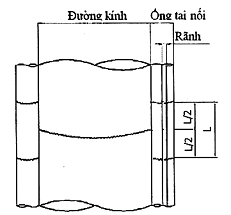 Đường kính
Ống tai nối
Rãnh
L/2
L
L/2